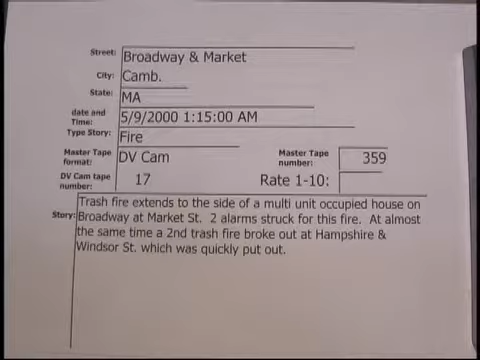 Street: Broadway & Market
City: Camb.
State: MA
date and Time: 5/9/2000 1:15:00 AM
Type Story: Fire
Master Tape format: DV Cam Master Tape number: 359
DV Cam tape number: 17 Rate 1-10:
Story: Trash fire extends to the side of a multi unit occupied house on
Broadway at Market St. 2 alarms struck for this fire. At almost
the same time a 2nd trash fire broke out at Hampshire &
Windsor St. which was quickly put out.